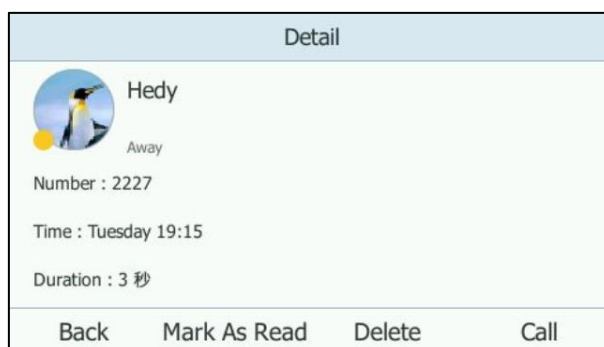 Detail
Hedy
Away
Number : 2227
Time : Tuesday 19:15
Duration : 3 秒
Back Mark As Read Delete Call